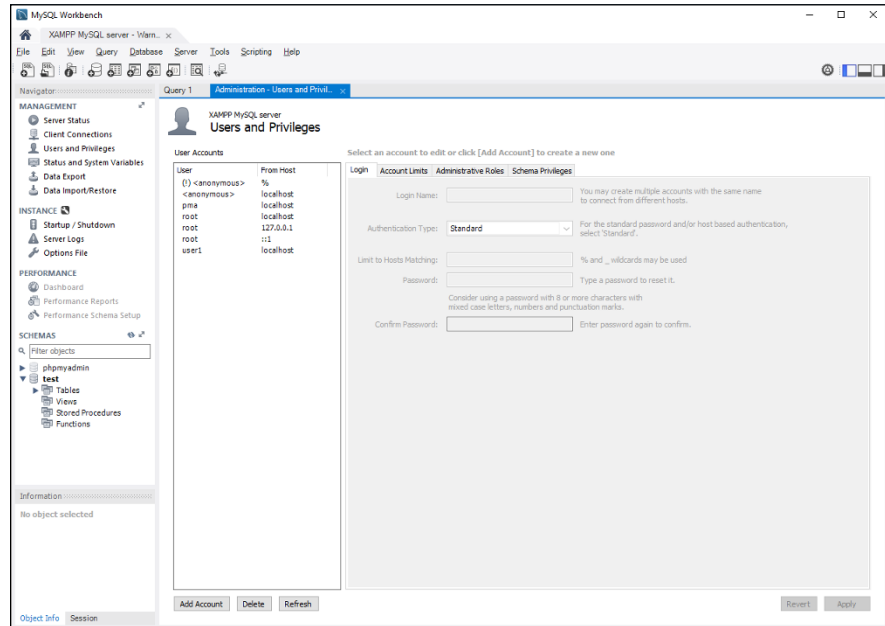 MySQL Workbench
XAMPP MySQL server - Warn..
File Edit View Query Database Server Tools Scripting Help
Navigator
MANAGEMENT
Server Status
Client Connections
Users and Privileges
Status and System Variables
Data Export
Data Import/Restore
INSTANCE
Startup / Shutdown
Server Logs
Options File
PERFORMANCE
Dashboard
Performance Reports
Performance Schema Setup
SCHEMAS
Filter objects
phpmyadmin
test
Tables
Views
Stored Procedures
Functions
Information
No object selected
Object Info Session
Query 1 Administration - Users and Privil...
XAMPP MySQL server
Users and Privileges
User Accounts
User From Host
(!) <anonymous> %
<anonymous> localhost
pma localhost
root localhost
root 127.0.0.1
root ::1
user1 localhost
Add Account Delete Refresh
Select an account to edit or click [Add Account] to create a new one
Login Account Limits Administrative Roles Schema Privileges
Login Name: You may create multiple accounts with the same name
to connect from different hosts.
Authentication Type: Standard For the standard password and/or host based authentication,
select 'Standard'.
Limit to Hosts Matching: % and _ wildcards may be used
Password: Type a password to reset it.
Consider using a password with 8 or more characters with
mixed case letters, numbers and punctuation marks.
Confirm Password: Enter password again to confirm.
Revert Apply